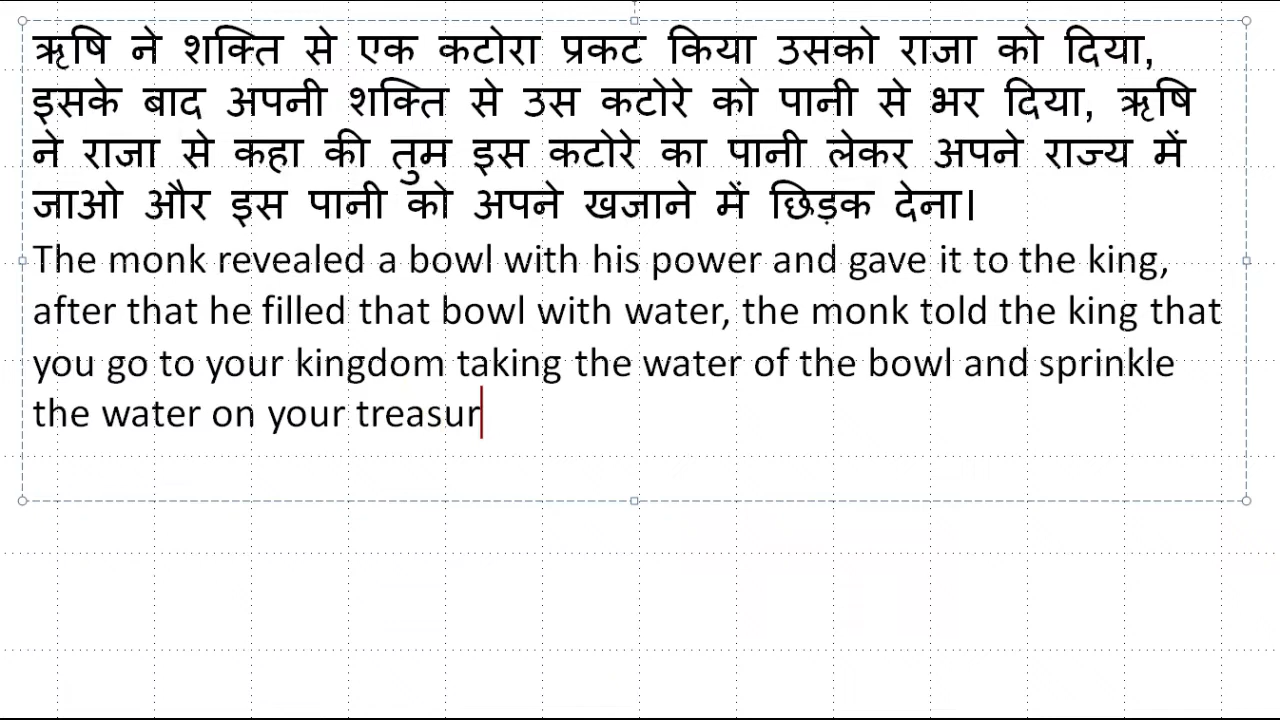 ऋषि ने शक्ति से एक कटोरा प्रकट किया उसको राजा को दिया,
इसके बाद अपनी शक्ति से उस कटोरे को पानी से भर दिया, ऋषि
ने राजा से कहा की तुम इस कटोरे का पानी लेकर अपने राज्य में
जाओ और इस पानी को अपने खजाने में छिड़क देना।
The monk revealed a bowl with his power and gave it to the king,
after that he filled that bowl with water, the monk told the king that
you go to your kingdom taking the water of the bowl and sprinkle
the water on your treasur